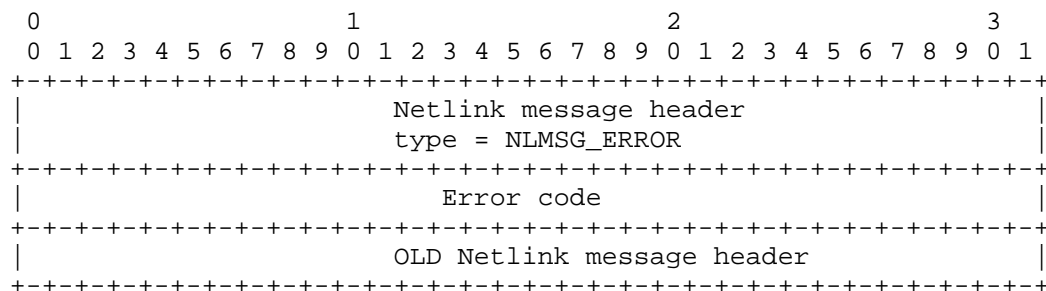 0                   1                   2                   3
 0 1 2 3 4 5 6 7 8 9 0 1 2 3 4 5 6 7 8 9 0 1 2 3 4 5 6 7 8 9 0 1
+-+-+-+-+-+-+-+-+-+-+-+-+-+-+-+-+-+-+-+-+-+-+-+-+-+-+-+-+-+-+-+-+
|                       Netlink message header                  |
|                       type = NLMSG_ERROR                      |
+-+-+-+-+-+-+-+-+-+-+-+-+-+-+-+-+-+-+-+-+-+-+-+-+-+-+-+-+-+-+-+-+
|                          Error code                           |
+-+-+-+-+-+-+-+-+-+-+-+-+-+-+-+-+-+-+-+-+-+-+-+-+-+-+-+-+-+-+-+-+
|                       OLD Netlink message header              |
+-+-+-+-+-+-+-+-+-+-+-+-+-+-+-+-+-+-+-+-+-+-+-+-+-+-+-+-+-+-+-+-+